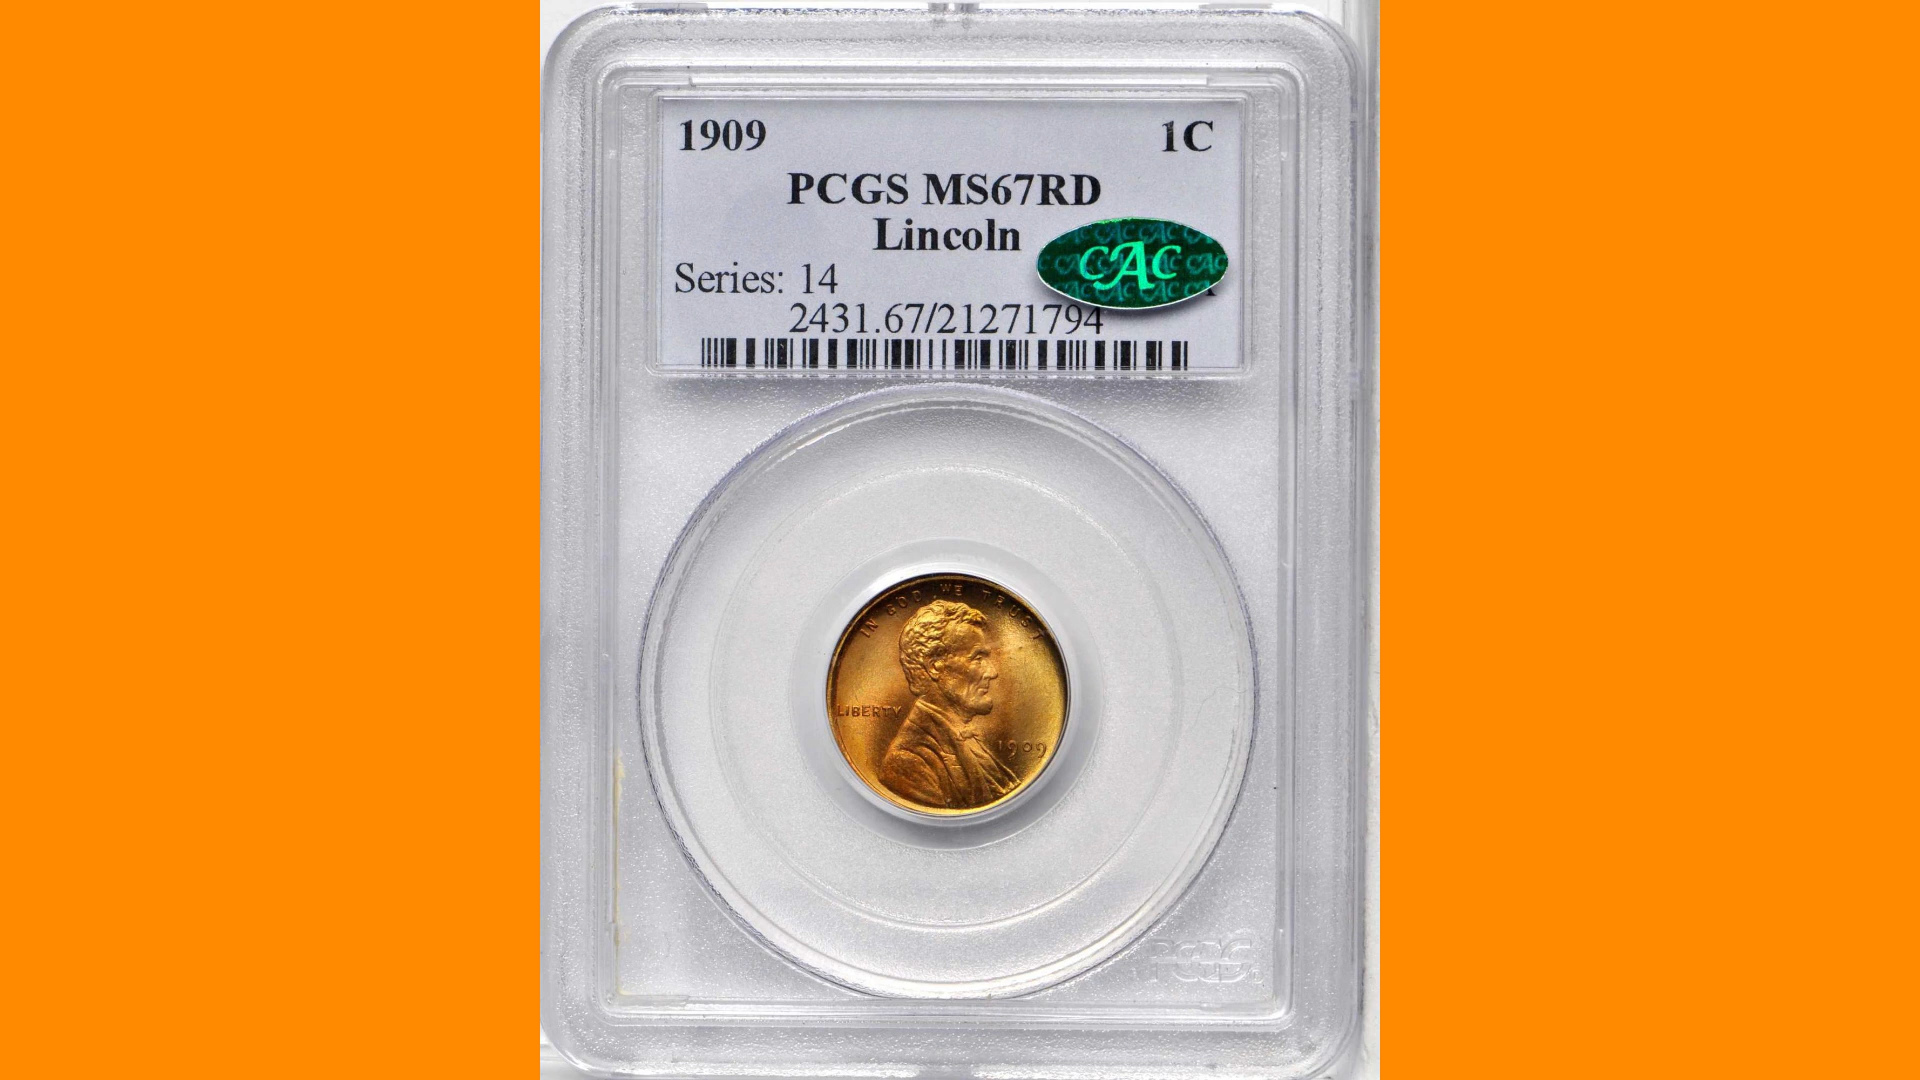 1909 1C
PCGS MS67RD
Lincoln
CAC
Series: 14
2431.67/21271794
IN GOD WE TRUST
LIBERTY
1909
PCGS